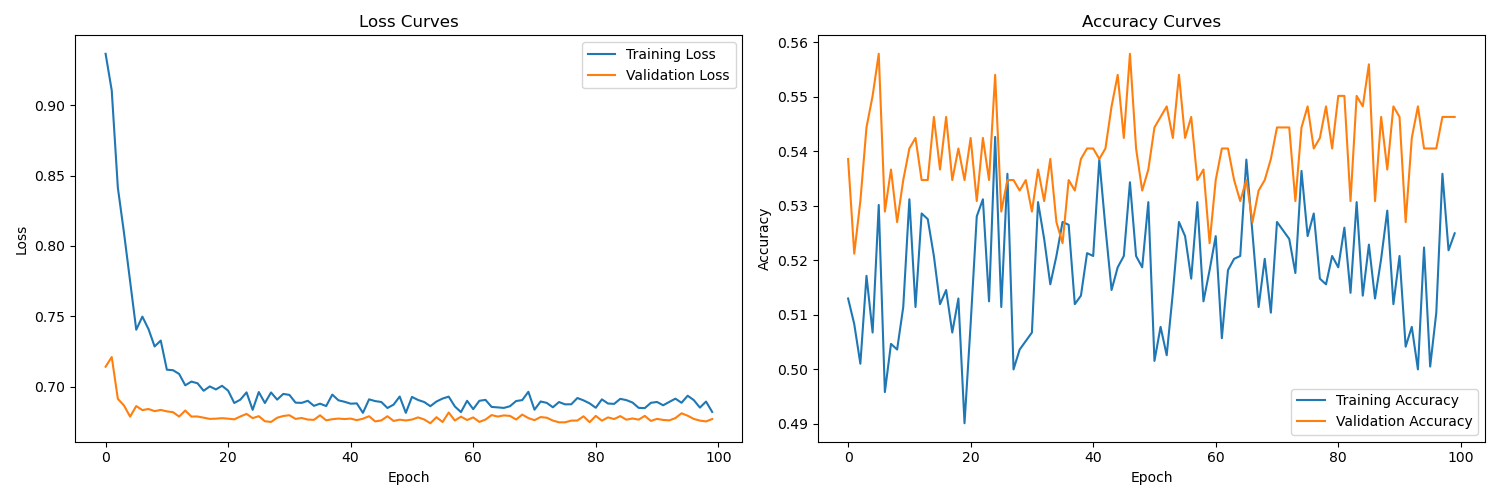 Loss Curves
Training Loss
Validation Loss
0.90
0.85
0.80
0.75
0.70
Loss
0 20 40 60 80 100
Epoch
Accuracy Curves
0.56
0.55
0.54
0.53
0.52
0.51
0.50
0.49
Accuracy
Training Accuracy
Validation Accuracy
0 20 40 60 80 100
Epoch